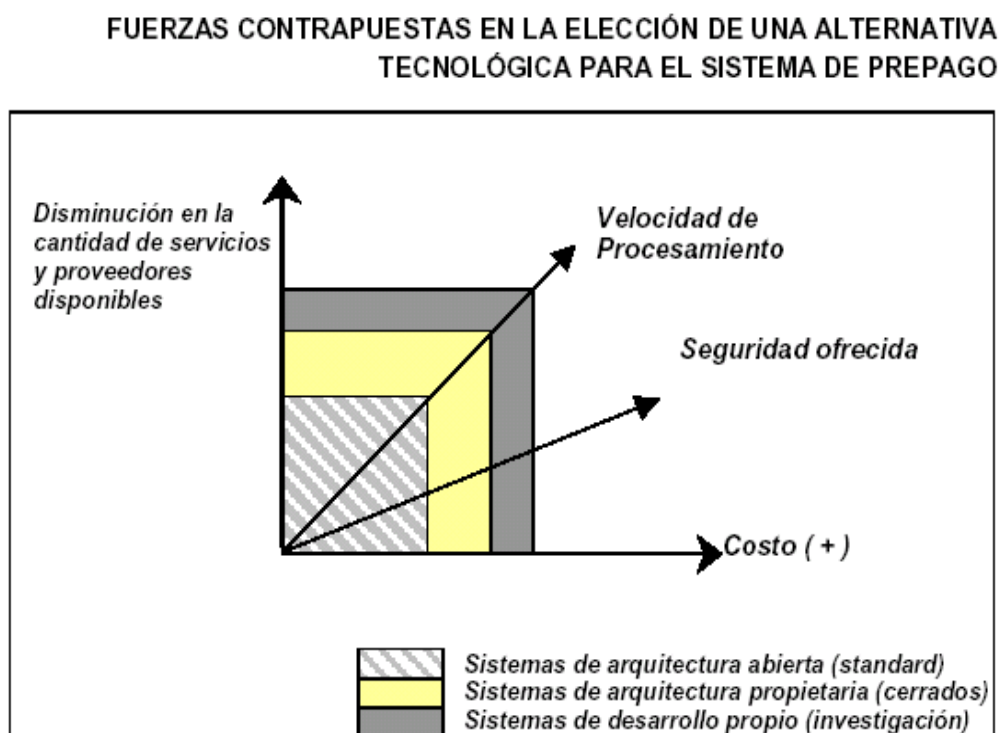 FUERZAS CONTRAPUESTAS EN LA ELECCIÓN DE UNA ALTERNATIVA
TECNOLÓGICA PARA EL SISTEMA DE PREPAGO
Disminución en la
cantidad de servicios
y proveedores
disponibles
Velocidad de
Procesamiento
Seguridad ofrecida
Costo ( + )
Sistemas de arquitectura abierta (standard)
Sistemas de arquitectura propietaria (cerrados)
Sistemas de desarrollo propio (investigación)